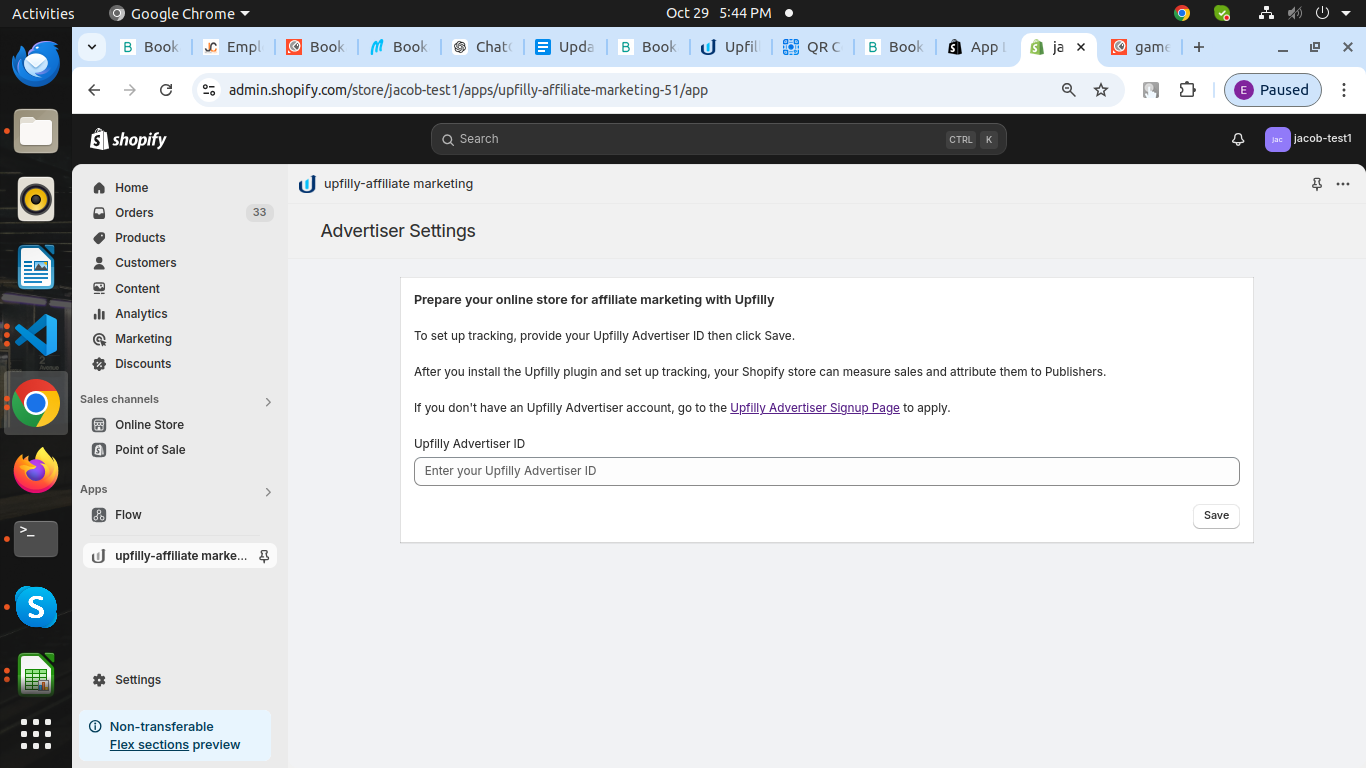 Activities
Google Chrome
Oct 29 5:44 PM
Book
Empl
Book
Book
Chat
Upda
Book
Upfill
QR C
Book
App
ja
game
admin.shopify.com/store/jacob-test1/apps/upfilly-affiliate-marketing-51/app
E
Paused
shopify
Search
CTRL
K
jac
jacob-test1
Home
Orders
33
Products
Customers
Content
Analytics
Marketing
Discounts
Sales channels
Online Store
Point of Sale
Apps
Flow
upfilly-affiliate marke...
Settings
Non-transferable
Flex sections preview
upfilly-affiliate marketing
Advertiser Settings
Prepare your online store for affiliate marketing with Upfilly
To set up tracking, provide your Upfilly Advertiser ID then click Save.
After you install the Upfilly plugin and set up tracking, your Shopify store can measure sales and attribute them to Publishers.
If you don't have an Upfilly Advertiser account, go to the Upfilly Advertiser Signup Page to apply.
Upfilly Advertiser ID
Enter your Upfilly Advertiser ID
Save